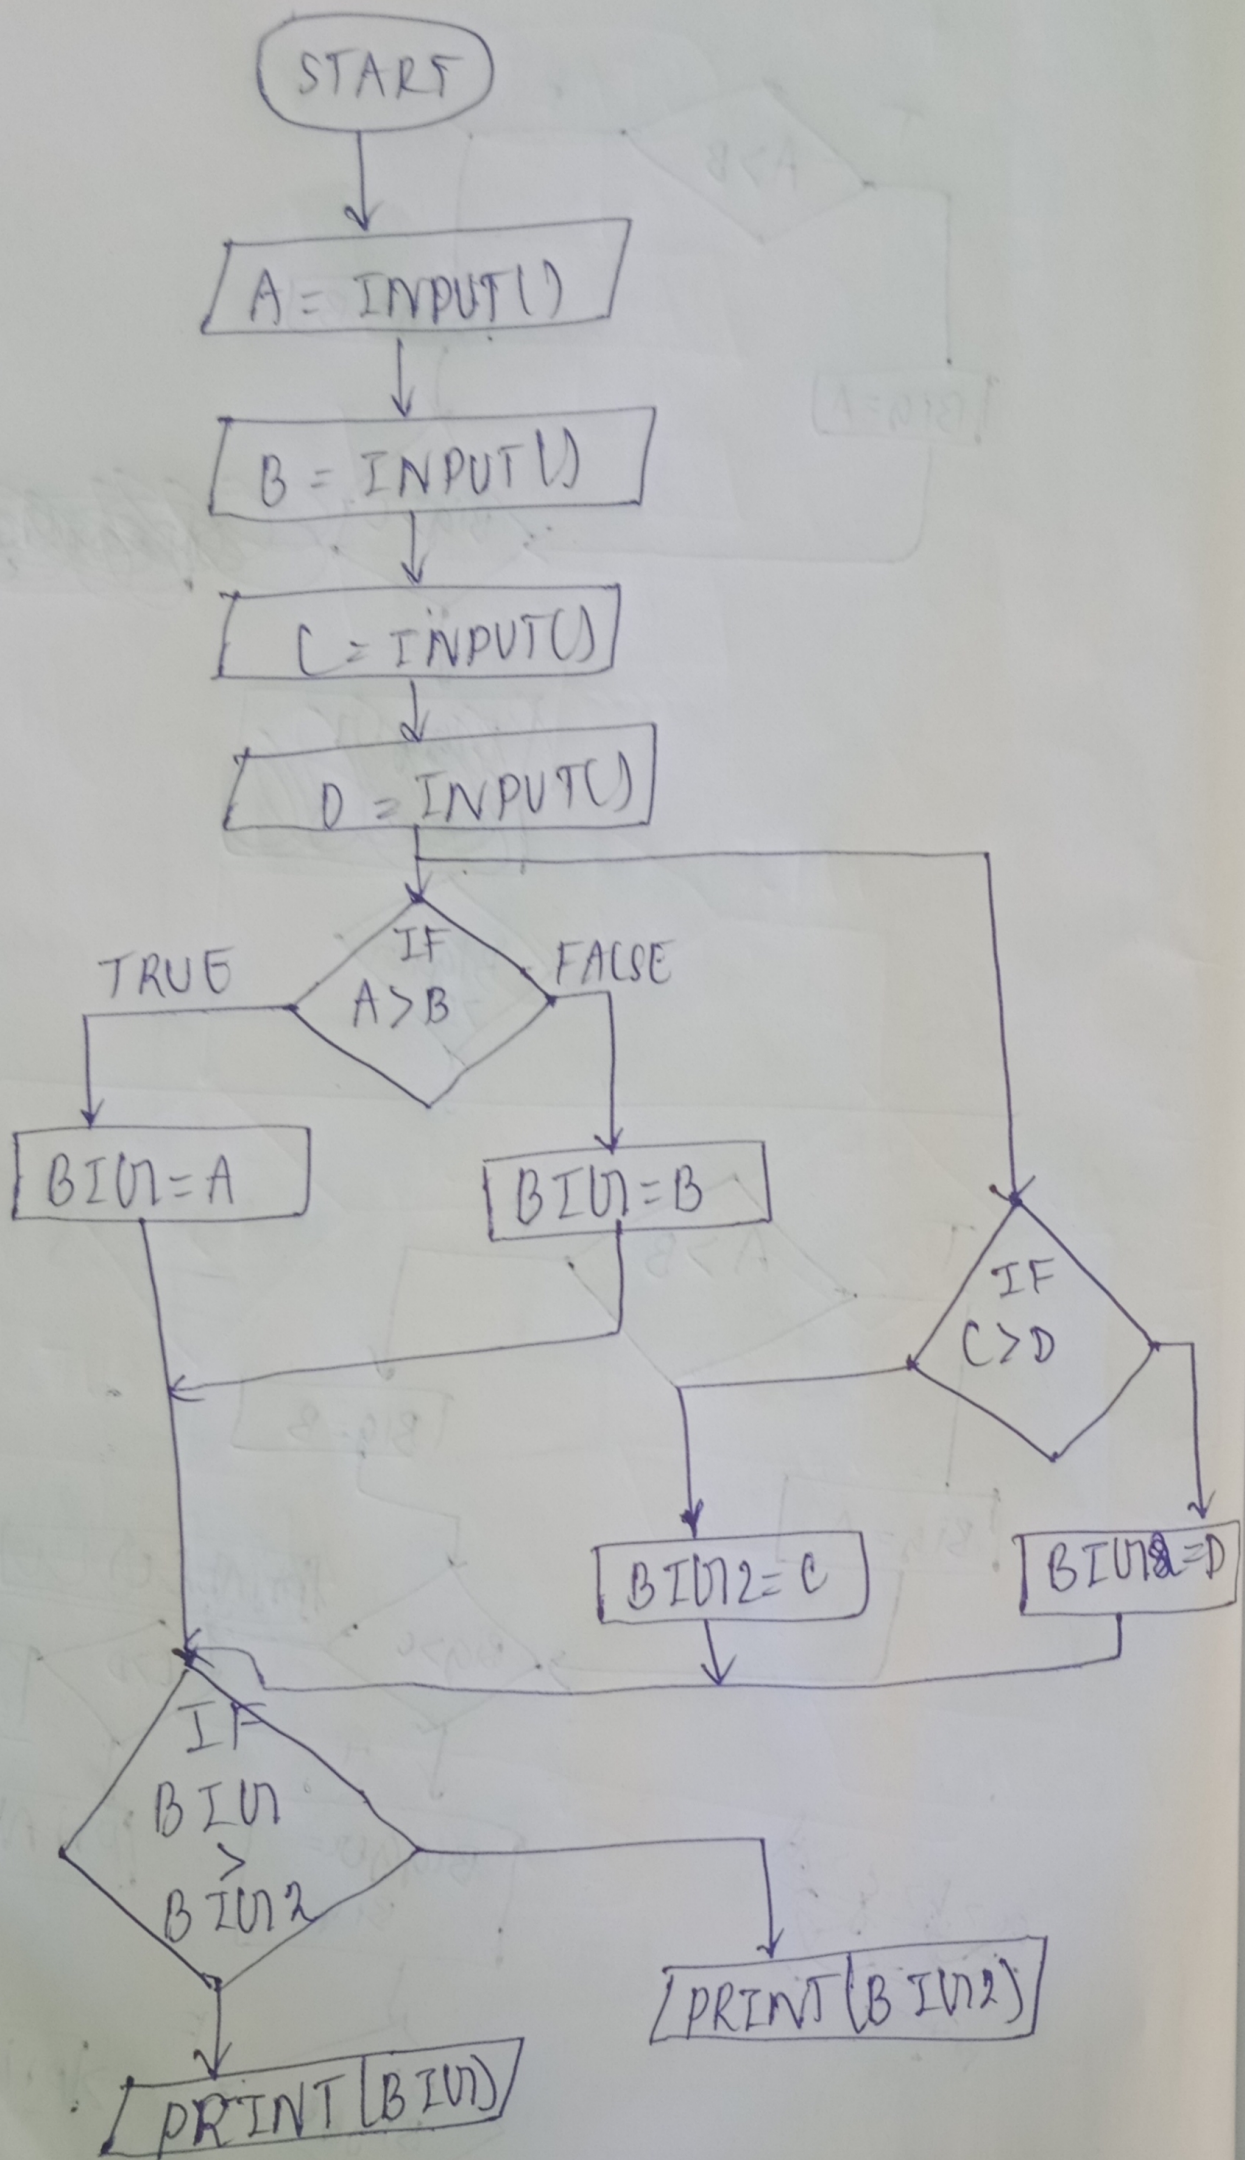 START
A = INPUT()
B = INPUT()
C = INPUT()
D = INPUT()
IF
A>B
TRUE
FALSE
BIG=A
BIG=B
IF
C>D
BIG2=C
BIG2=D
IF
BIG
>
BIG2
PRINT(BIG2)
PRINT(BIG)